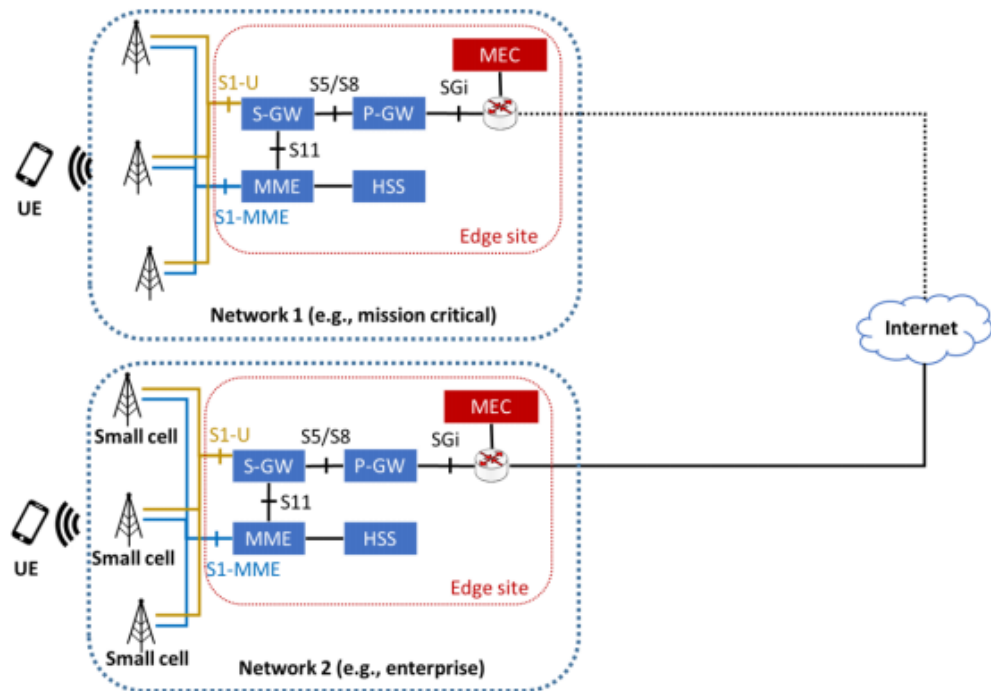 MEC
S1-U
S5/S8
SGi
S-GW
P-GW
S11
UE
MME
HSS
S1-MME
Edge site
Network 1 (e.g., mission critical)
Internet
MEC
Small cell
S1-U
S5/S8
SGi
S-GW
P-GW
S11
UE
Small cell
MME
HSS
S1-MME
Edge site
Small cell
Network 2 (e.g., enterprise)